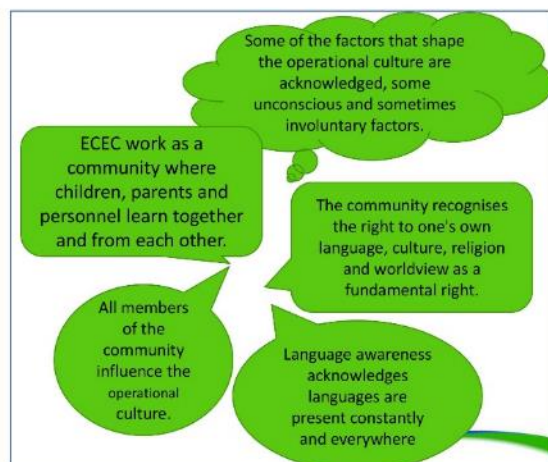 Some of the factors that shape
the operational culture are
acknowledged, some
unconscious and sometimes
involuntary factors.
ECEC work as a
community where
children, parents and
personnel learn together
and from each other.
The community recognises
the right to one's own
language, culture, religion
and worldview as a
fundamental right.
All members
of the
community
influence the
operational
culture.
Language awareness
acknowledges
languages are
present constantly
and everywhere